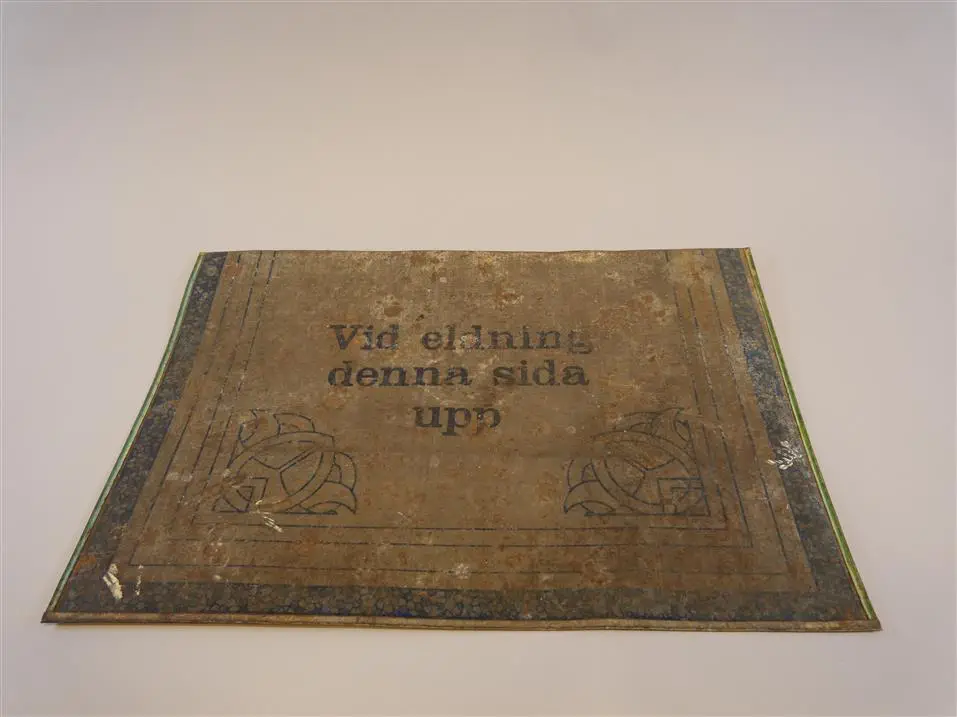 Vid eldning
denna sida
upp